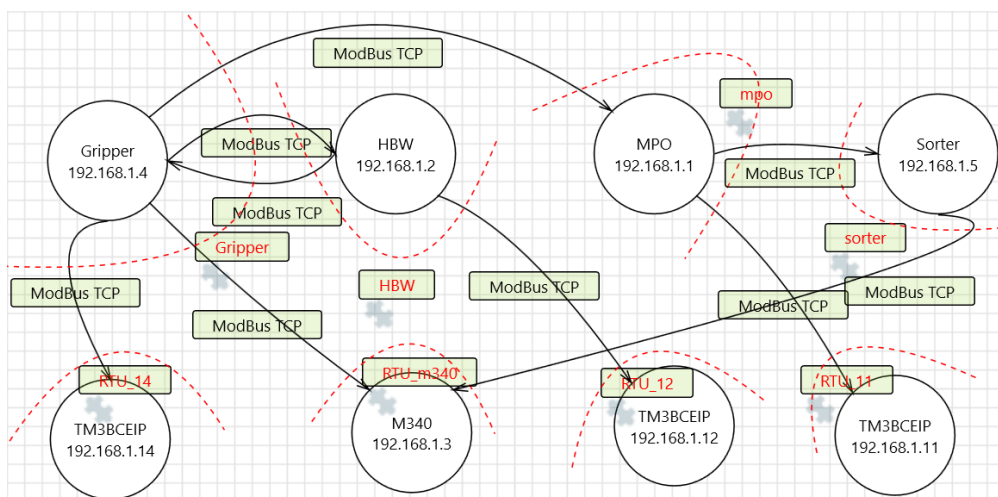 ModBus TCP
mpo
Gripper
192.168.1.4
ModBus TCP
HBW
192.168.1.2
MPO
192.168.1.1
ModBus TCP
Sorter
192.168.1.5
ModBus TCP
Gripper
sorter
ModBus TCP
HBW
ModBus TCP
ModBus TCP
ModBus TCP
ModBus TCP
RTU_14
RTU_m340
RTU_12
RTU_11
TM3BCEIP
192.168.1.14
M340
192.168.1.3
TM3BCEIP
192.168.1.12
TM3BCEIP
192.168.1.11